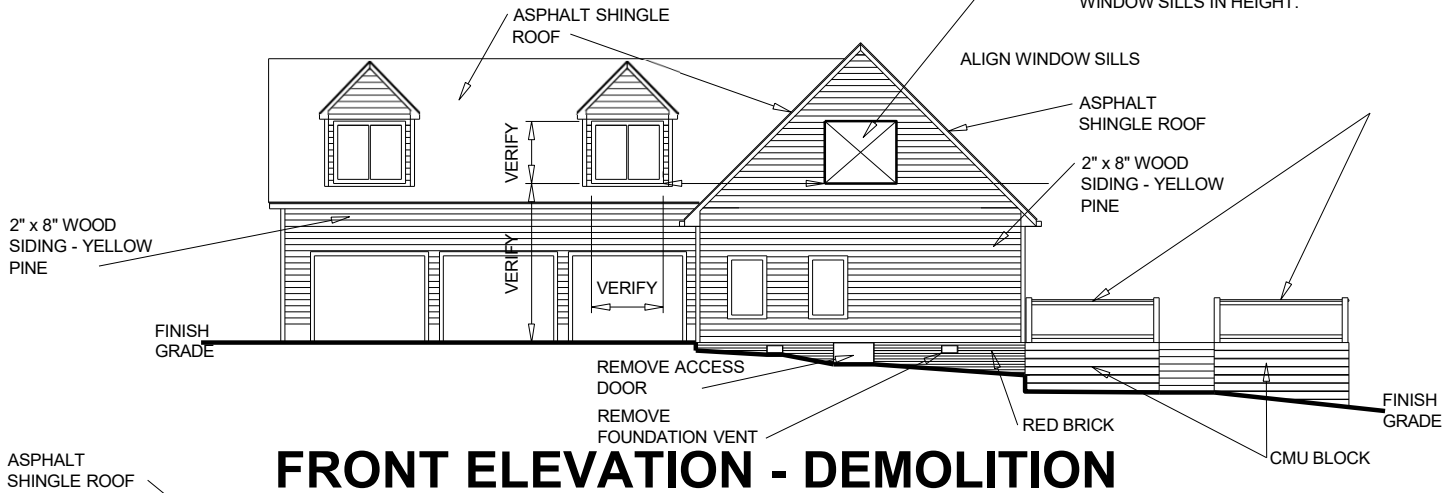 WINDOW SILLS IN HEIGHT.
ASPHALT SHINGLE
ROOF
ALIGN WINDOW SILLS
ASPHALT
SHINGLE ROOF
VERIFY
2" x 8" WOOD
SIDING - YELLOW
PINE
2" x 8" WOOD
SIDING - YELLOW
PINE
VERIFY
VERIFY
FINISH
GRADE
REMOVE ACCESS
DOOR
REMOVE
FOUNDATION VENT
RED BRICK
FINISH
GRADE
CMU BLOCK
FRONT ELEVATION - DEMOLITION
ASPHALT
SHINGLE ROOF